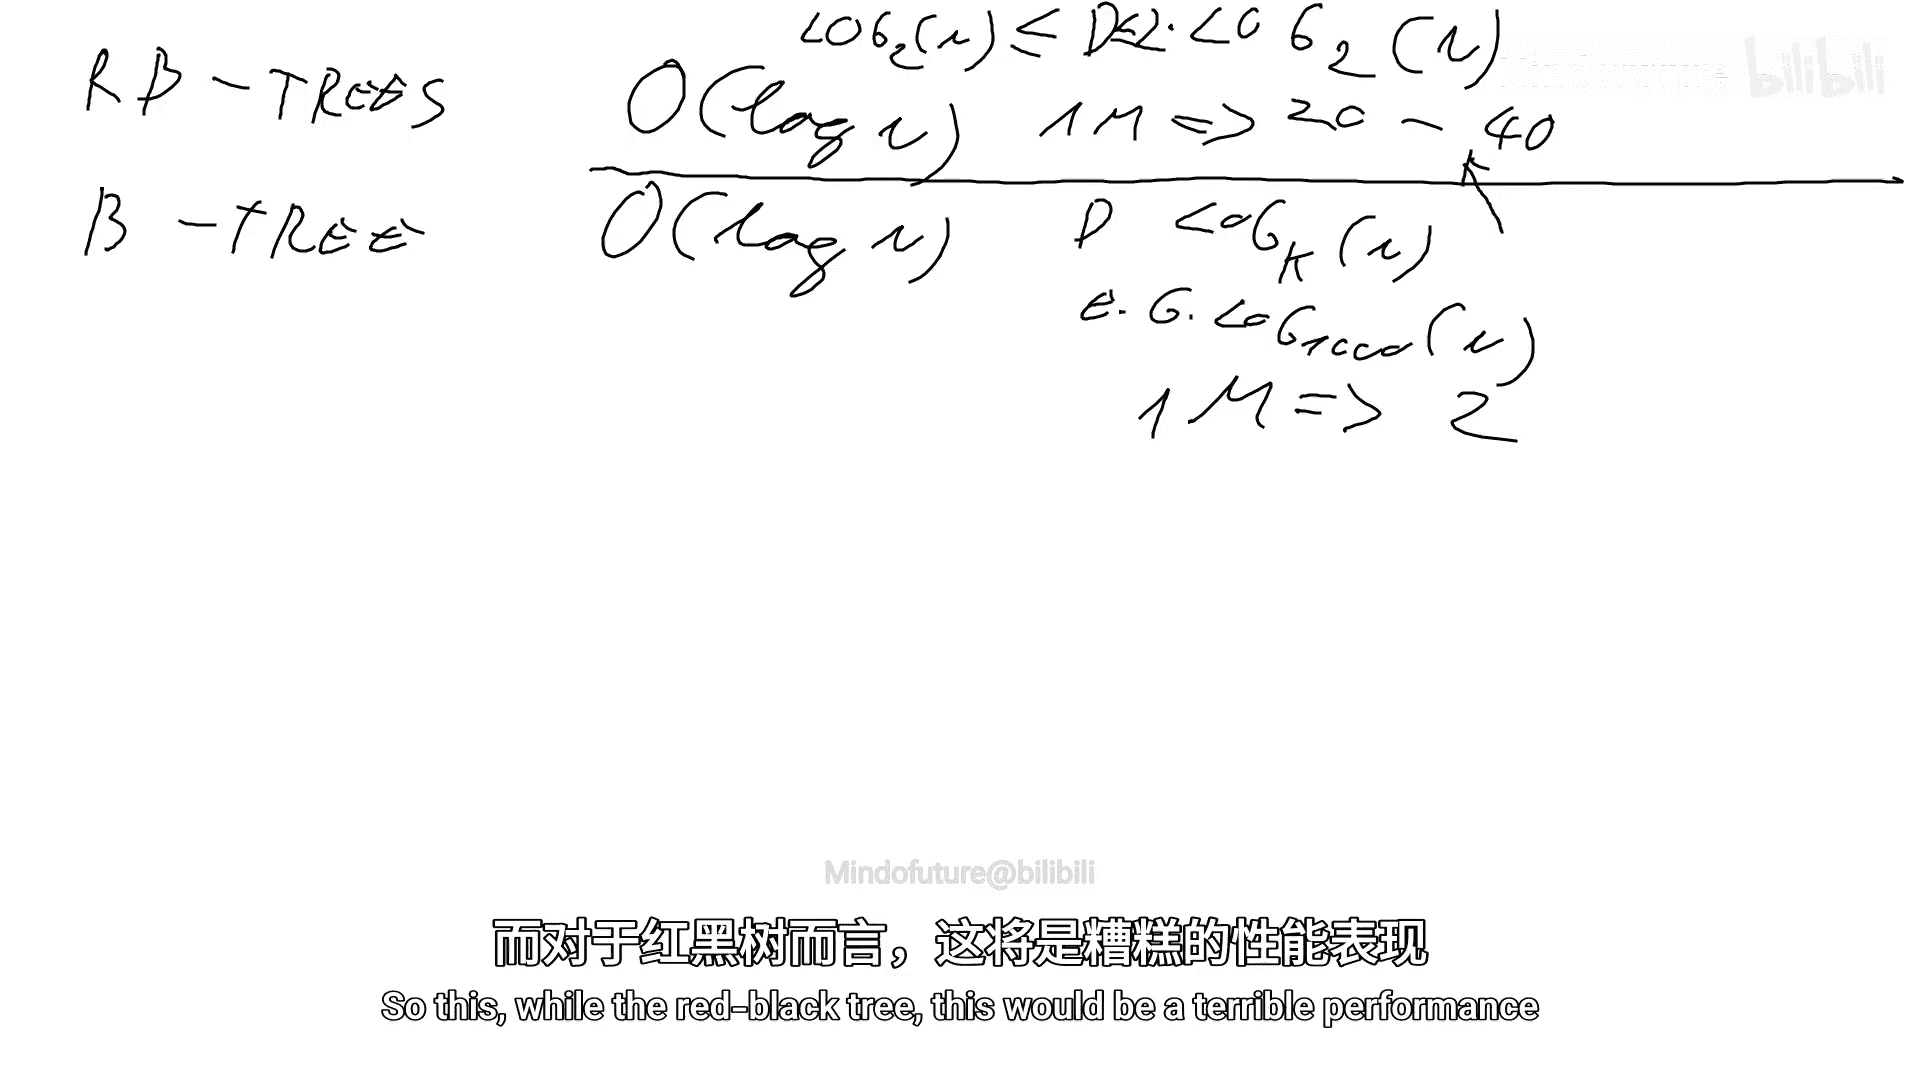 LOG₂(n) ≤ D ≤ 2·LOG₂(n)
bilibili
RB-TREES O(log n) 1M => 20 - 40
B-TREE O(log n) D LOG_K(n)
e.G. LOG₁₀₀₀(n)
1M => 2
Mindofuture@bilibili
而对于红黑树而言，这将是糟糕的性能表现
So this, while the red-black tree, this would be a terrible performance